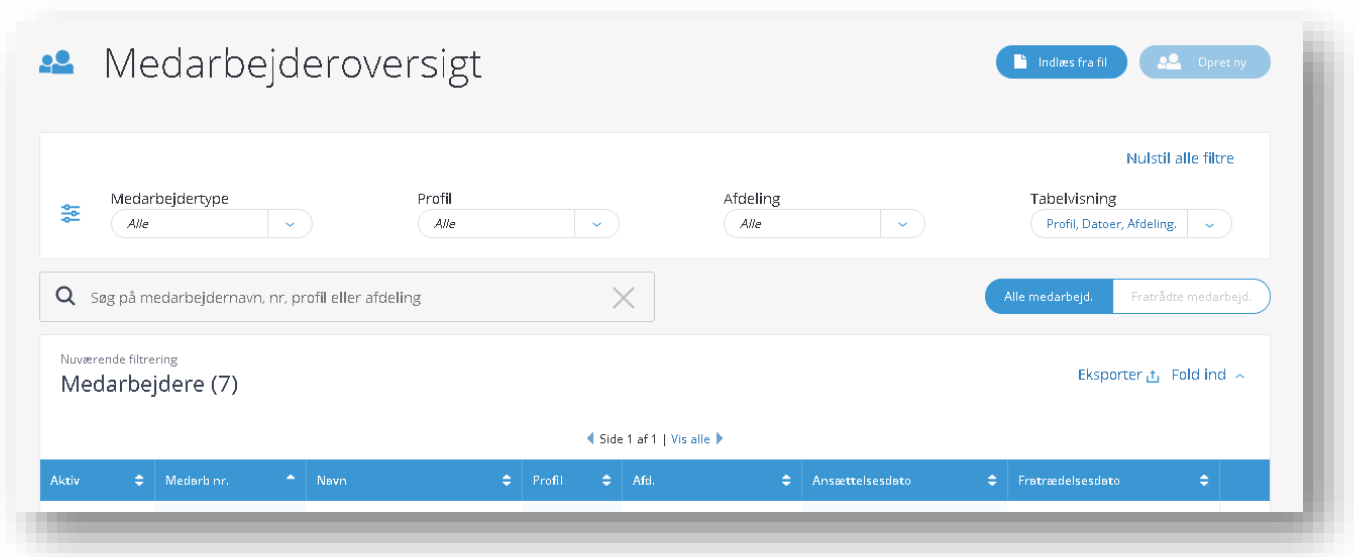 Medarbejderoversigt
Indlæs fra fil
Opret ny
Nulstil alle filtre
Medarbejdertype
Profil
Afdeling
Tabelvisning
Alle
Alle
Alle
Profil, Datoer, Afdeling.
Søg på medarbejdernavn, nr, profil eller afdeling
Alle medarbejd.
Fratrådte medarbejd.
Nuværende filtrering
Medarbejdere (7)
Eksporter
Fold ind
Side 1 af 1 | Vis alle
Aktiv
Medarb nr.
Navn
Profil
Afd.
Ansættelsesdato
Fratrædelsesdato